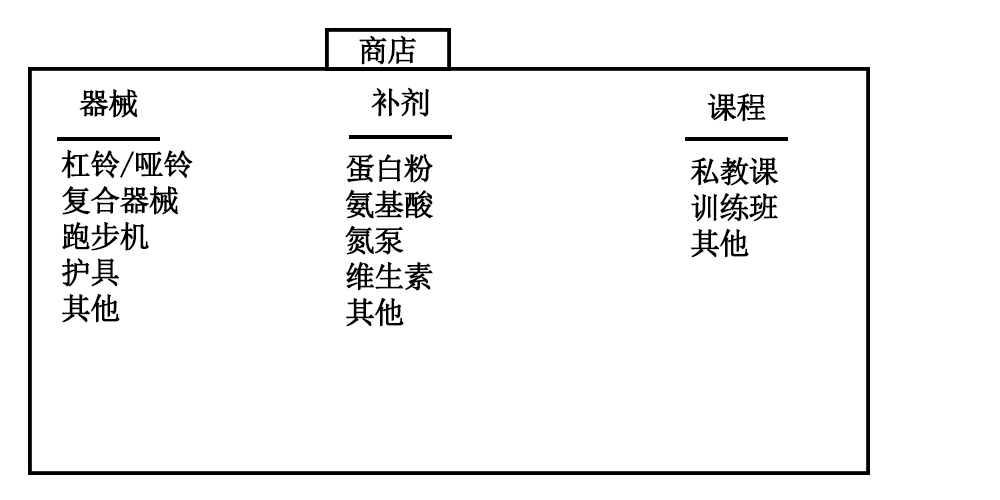 商店
器械
杠铃/哑铃
复合器械
跑步机
护具
其他
补剂
蛋白粉
氨基酸
氮泵
维生素
其他
课程
私教课
训练班
其他